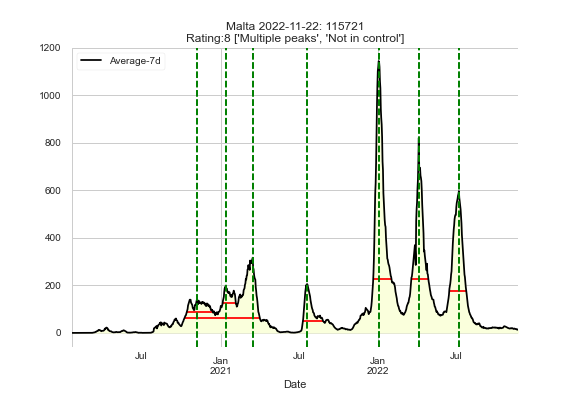 Malta 2022-11-22: 115721
Rating:8 ['Multiple peaks', 'Not in control']
Average-7d
1200
1000
800
600
400
200
0
Jul
Jan
2021
Jul
Jan
2022
Jul
Date